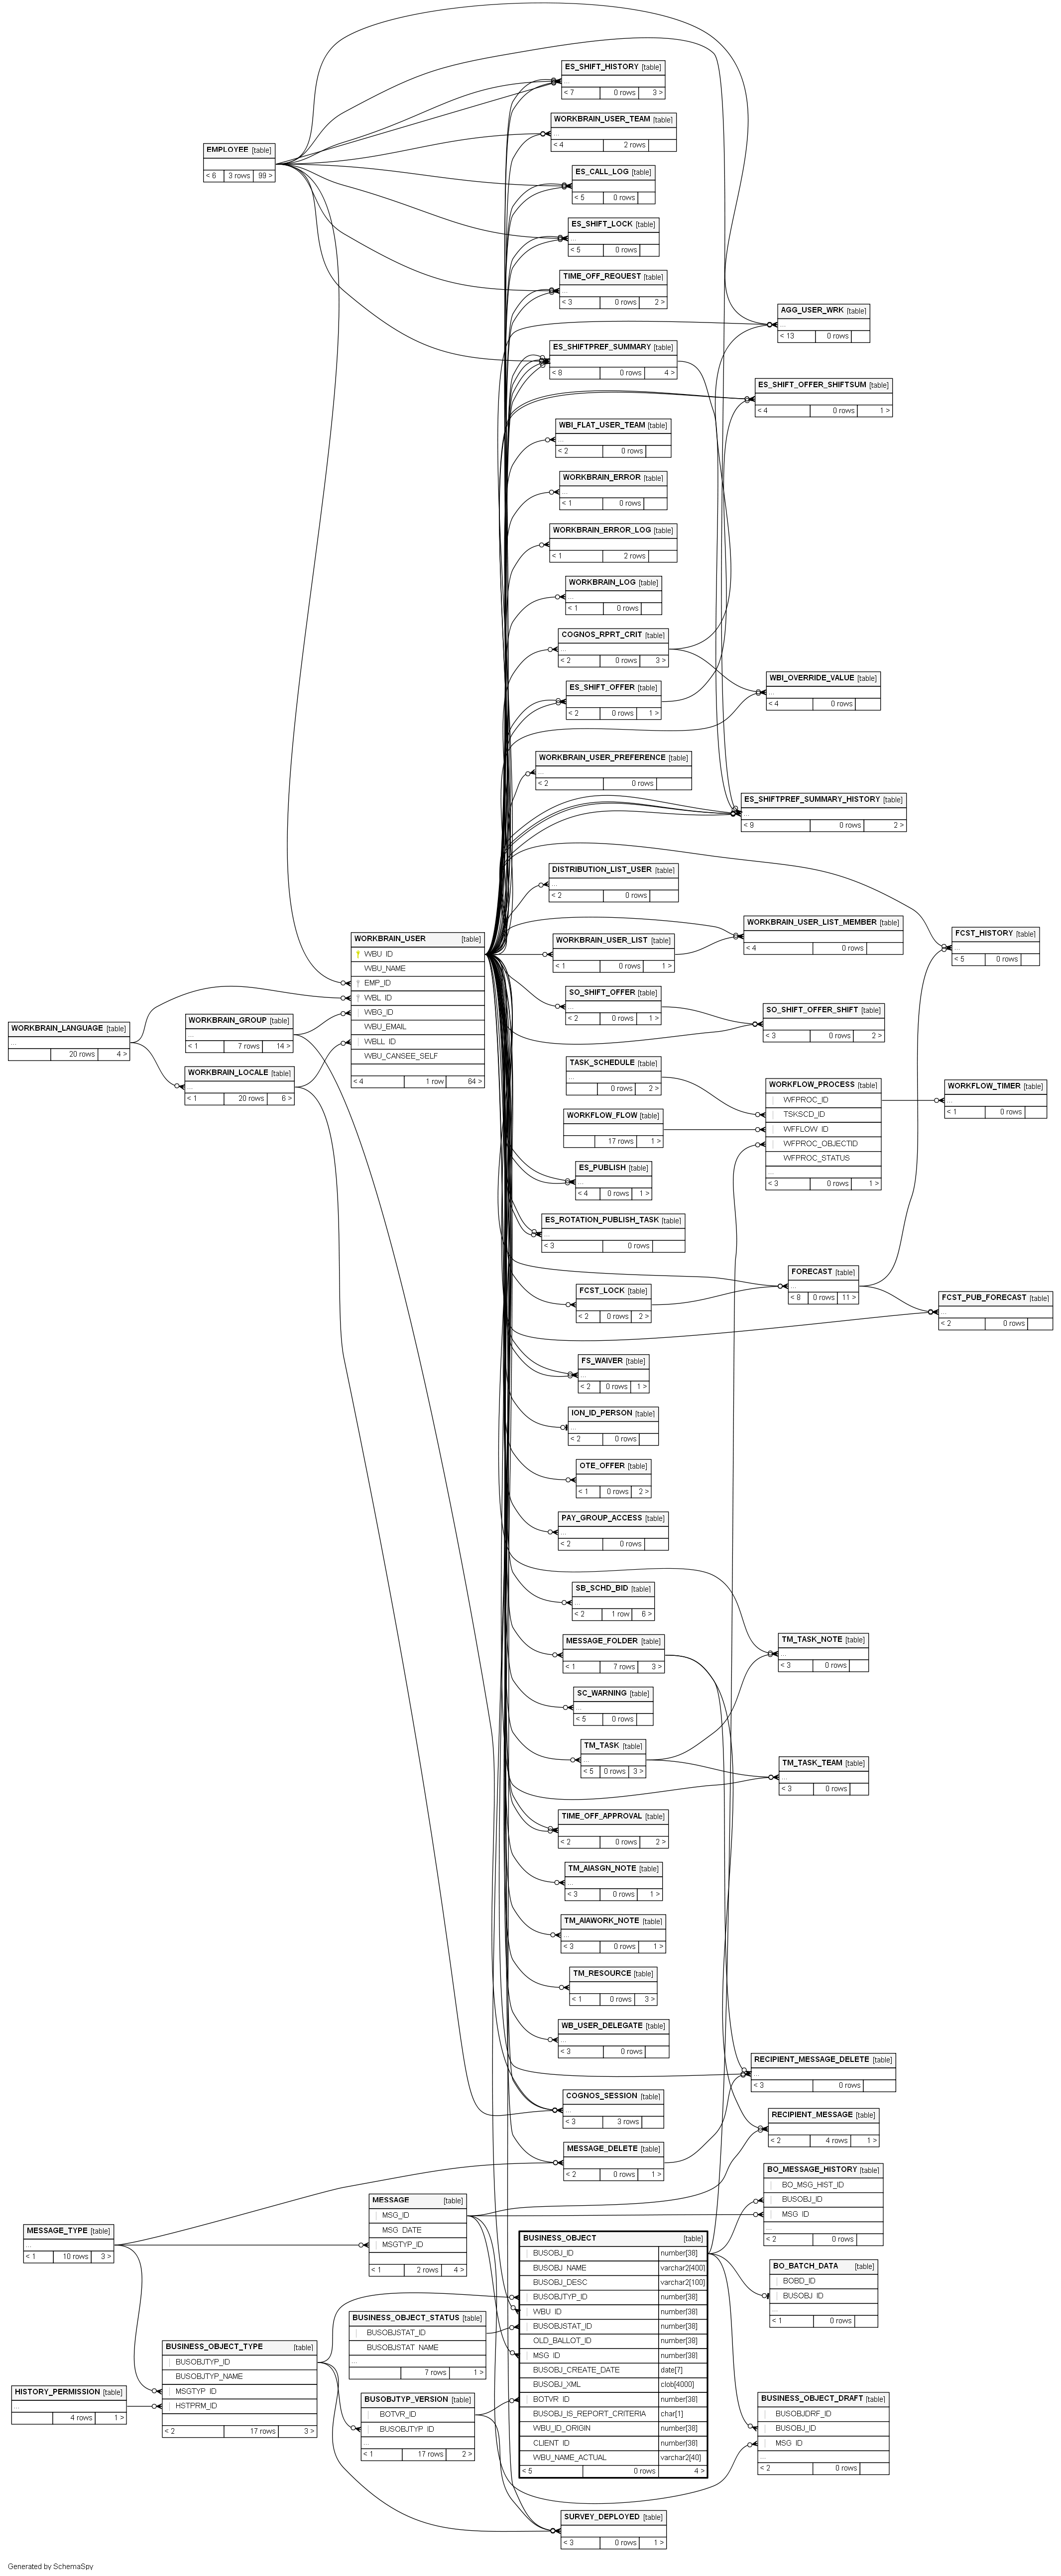 ES_SHIFT_HISTORY [table]
...
< 7 0 rows 3 >
WORKBRAIN_USER_TEAM [table]
...
< 4 2 rows
EMPLOYEE [table]
...
< 6 3 rows 99 >
ES_CALL_LOG [table]
...
< 5 0 rows
ES_SHIFT_LOCK [table]
...
< 5 0 rows
TIME_OFF_REQUEST [table]
...
< 3 0 rows 2 >
AGG_USER_WRK [table]
...
< 13 0 rows
ES_SHIFTPREF_SUMMARY [table]
...
< 8 0 rows 4 >
ES_SHIFT_OFFER_SHIFTSUM [table]
...
< 4 0 rows 1 >
WBI_FLAT_USER_TEAM [table]
...
< 2 0 rows
WORKBRAIN_ERROR [table]
...
< 1 0 rows
WORKBRAIN_ERROR_LOG [table]
...
< 1 2 rows
WORKBRAIN_LOG [table]
...
< 1 0 rows
COGNOS_RPRT_CRIT [table]
...
< 2 0 rows 3 >
WBI_OVERRIDE_VALUE [table]
...
< 4 0 rows
ES_SHIFT_OFFER [table]
...
< 2 0 rows 1 >
WORKBRAIN_USER_PREFERENCE [table]
...
< 2 0 rows
ES_SHIFTPREF_SUMMARY_HISTORY [table]
...
< 9 0 rows 2 >
DISTRIBUTION_LIST_USER [table]
...
< 2 0 rows
WORKBRAIN_USER_LIST_MEMBER [table]
...
< 4 0 rows
FCST_HISTORY [table]
...
< 5 0 rows
WORKBRAIN_USER [table]
WBU_ID
WBU_NAME
EMP_ID
WBL_ID
WBG_ID
WBU_EMAIL
WBLL_ID
WBU_CANSEE_SELF
...
< 4 1 row 64 >
WORKBRAIN_USER_LIST [table]
...
< 1 0 rows 1 >
SO_SHIFT_OFFER [table]
...
< 2 0 rows 1 >
SO_SHIFT_OFFER_SHIFT [table]
...
< 3 0 rows 2 >
WORKBRAIN_LANGUAGE [table]
...
20 rows 4 >
WORKBRAIN_GROUP [table]
...
< 1 7 rows 14 >
WORKBRAIN_LOCALE [table]
...
< 1 20 rows 6 >
TASK_SCHEDULE [table]
...
0 rows 2 >
WORKFLOW_PROCESS [table]
WFPROC_ID
TSKSCD_ID
WFFLOW_ID
WFPROC_OBJECTID
WFPROC_STATUS
...
< 3 0 rows 1 >
WORKFLOW_TIMER [table]
...
< 1 0 rows
WORKFLOW_FLOW [table]
...
17 rows 1 >
ES_PUBLISH [table]
...
< 4 0 rows 1 >
ES_ROTATION_PUBLISH_TASK [table]
...
< 3 0 rows
FORECAST [table]
...
< 8 0 rows 11 >
FCST_LOCK [table]
...
< 2 0 rows 2 >
FCST_PUB_FORECAST [table]
...
< 2 0 rows
FS_WAIVER [table]
...
< 2 0 rows 1 >
ION_ID_PERSON [table]
...
< 2 0 rows
OTE_OFFER [table]
...
< 1 0 rows 2 >
PAY_GROUP_ACCESS [table]
...
< 2 0 rows
SB_SCHD_BID [table]
...
< 2 1 row 6 >
MESSAGE_FOLDER [table]
...
< 1 7 rows 3 >
TM_TASK_NOTE [table]
...
< 3 0 rows
SC_WARNING [table]
...
< 5 0 rows
TM_TASK [table]
...
< 5 0 rows 3 >
TM_TASK_TEAM [table]
...
< 3 0 rows
TIME_OFF_APPROVAL [table]
...
< 2 0 rows 2 >
TM_AIASGN_NOTE [table]
...
< 3 0 rows 1 >
TM_AIAWORK_NOTE [table]
...
< 3 0 rows 1 >
TM_RESOURCE [table]
...
< 1 0 rows 3 >
WB_USER_DELEGATE [table]
...
< 3 0 rows
RECIPIENT_MESSAGE_DELETE [table]
...
< 3 0 rows
COGNOS_SESSION [table]
...
< 3 3 rows
RECIPIENT_MESSAGE [table]
...
< 2 4 rows 1 >
MESSAGE_DELETE [table]
...
< 2 0 rows 1 >
BO_MESSAGE_HISTORY [table]
BO_MSG_HIST_ID
BUSOBJ_ID
MSG_ID
...
< 2 0 rows
MESSAGE [table]
MSG_ID
MSG_DATE
MSGTYP_ID
...
< 1 2 rows 4 >
MESSAGE_TYPE [table]
...
< 1 10 rows 3 >
BUSINESS_OBJECT [table]
BUSOBJ_ID number[38]
BUSOBJ_NAME varchar2[400]
BUSOBJ_DESC varchar2[100]
BUSOBJTYP_ID number[38]
WBU_ID number[38]
BUSOBJSTAT_ID number[38]
OLD_BALLOT_ID number[38]
MSG_ID number[38]
BUSOBJ_CREATE_DATE date[7]
BUSOBJ_XML clob[4000]
BOTVR_ID number[38]
BUSOBJ_IS_REPORT_CRITERIA char[1]
WBU_ID_ORIGIN number[38]
CLIENT_ID number[38]
WBU_NAME_ACTUAL varchar2[40]
< 5 0 rows 4 >
BO_BATCH_DATA [table]
BOBD_ID
BUSOBJ_ID
...
< 1 0 rows
BUSINESS_OBJECT_STATUS [table]
BUSOBJSTAT_ID
BUSOBJSTAT_NAME
...
7 rows 1 >
BUSINESS_OBJECT_TYPE [table]
BUSOBJTYP_ID
BUSOBJTYP_NAME
MSGTYP_ID
HSTPRM_ID
...
< 2 17 rows 3 >
HISTORY_PERMISSION [table]
...
4 rows 1 >
BUSOBJTYP_VERSION [table]
BOTVR_ID
BUSOBJTYP_ID
...
< 1 17 rows 2 >
BUSINESS_OBJECT_DRAFT [table]
BUSOBJDRF_ID
BUSOBJ_ID
MSG_ID
...
< 2 0 rows
SURVEY_DEPLOYED [table]
...
< 3 0 rows 1 >
Generated by SchemaSpy